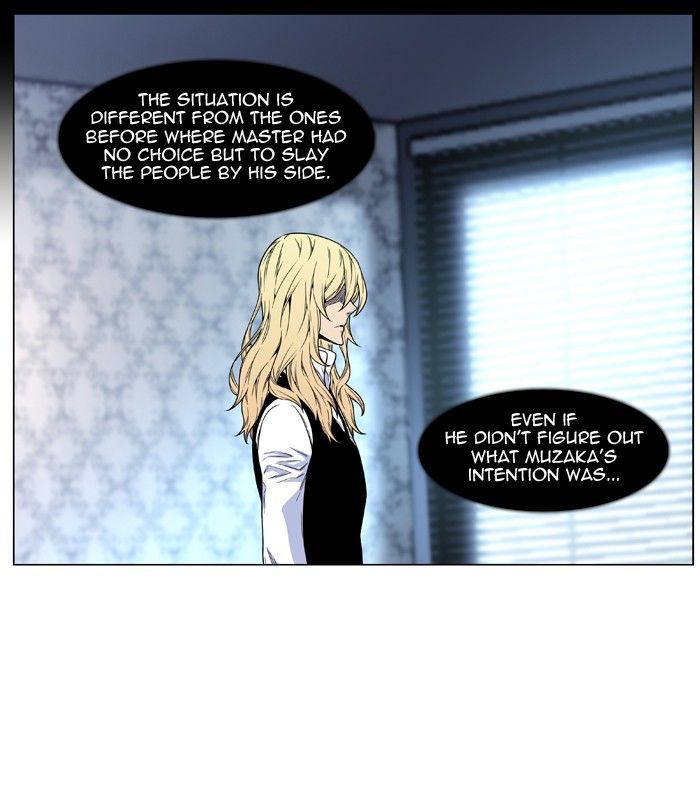 THE SITUATION IS
DIFFERENT FROM THE ONES
BEFORE WHERE MASTER HAD
NO CHOICE BUT TO SLAY
THE PEOPLE BY HIS SIDE.
EVEN IF
HE DIDN'T FIGURE OUT
WHAT MUZAKA'S
INTENTION WAS...